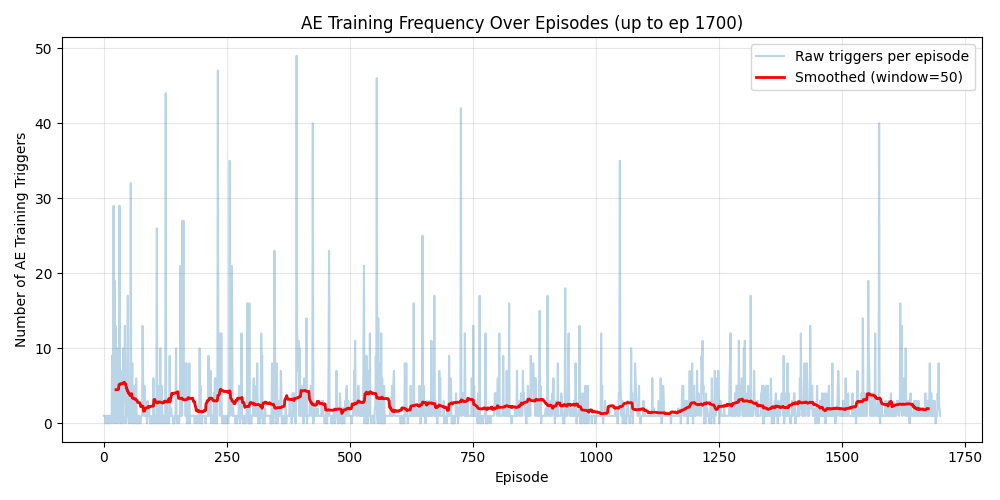 AE Training Frequency Over Episodes (up to ep 1700)
Raw triggers per episode
Smoothed (window=50)
Number of AE Training Triggers
50
40
30
20
10
0
0
250
500
750
1000
1250
1500
1750
Episode